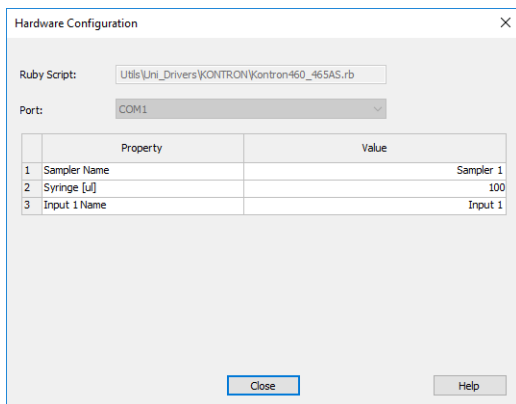 Hardware Configuration
Ruby Script: Utils\Uni_Drivers\KONTRON\Kontron460_465AS.rb
Port: COM1
Property Value
1 Sampler Name Sampler 1
2 Syringe [ul] 100
3 Input 1 Name Input 1
Close Help